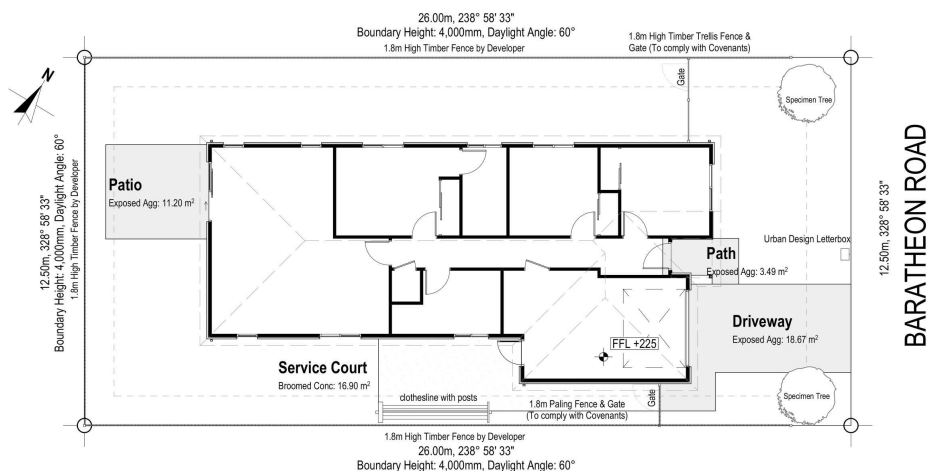 26.00m, 238° 58' 33"
Boundary Height: 4,000mm, Daylight Angle: 60°
1.8m High Timber Fence by Developer
1.8m High Timber Trellis Fence &
Gate (To comply with Covenants)
N
Gate
Specimen Tree
12.50m, 328° 58' 33"
Boundary Height: 4,000mm, Daylight Angle: 60°
1.8m High Timber Fence by Developer
Patio
Exposed Agg: 11.20 m²
Urban Design Letterbox
12.50m, 328° 58' 33"
BARATHEON ROAD
Path
Exposed Agg: 3.49 m²
Driveway
Exposed Agg: 18.67 m²
FFL +225
Service Court
Broomed Conc: 16.90 m²
clothesline with posts
1.8m Paling Fence & Gate
(To comply with Covenants)
Gate
Specimen Tree
1.8m High Timber Fence by Developer
26.00m, 238° 58' 33"
Boundary Height: 4,000mm, Daylight Angle: 60°